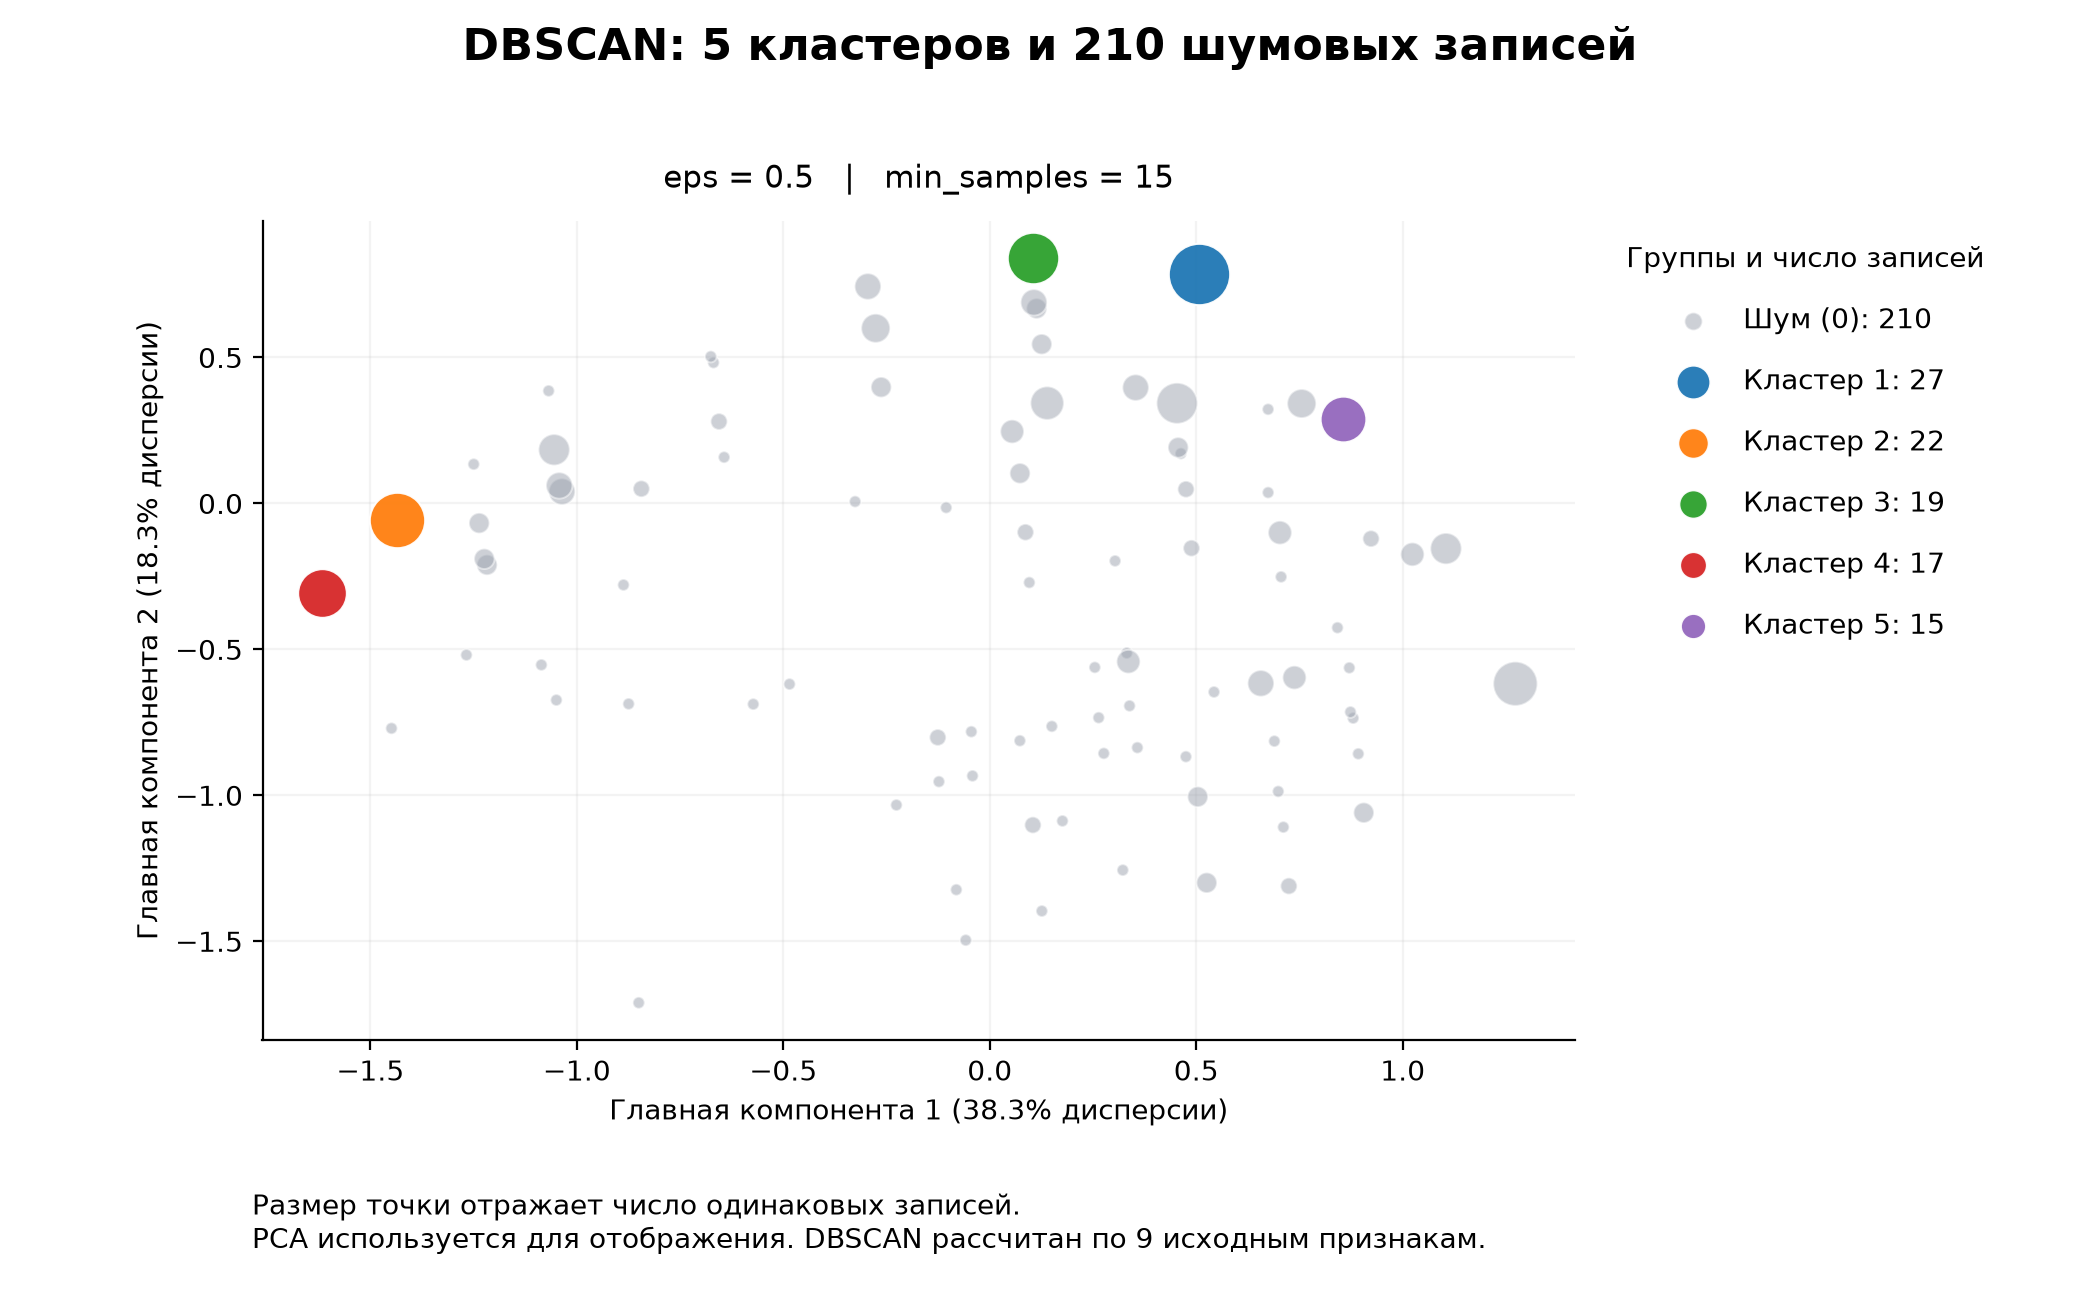 DBSCAN: 5 кластеров и 210 шумовых записей
eps = 0.5 | min_samples = 15
Группы и число записей
Шум (0): 210
Кластер 1: 27
Кластер 2: 22
Кластер 3: 19
Кластер 4: 17
Кластер 5: 15
Главная компонента 2 (18.3% дисперсии)
0.5
0.0
−0.5
−1.0
−1.5
−1.5
−1.0
−0.5
0.0
0.5
1.0
Главная компонента 1 (38.3% дисперсии)
Размер точки отражает число одинаковых записей.
PCA используется для отображения. DBSCAN рассчитан по 9 исходным признакам.